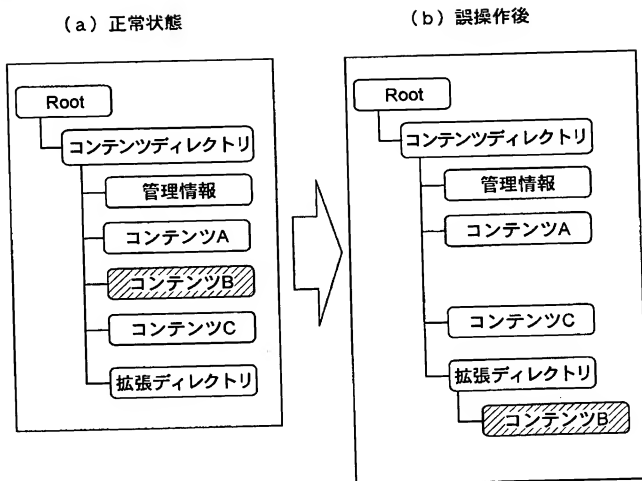 (a) 正常状態
Root
コンテンツディレクトリ
管理情報
コンテンツA
コンテンツB
コンテンツC
拡張ディレクトリ
(b) 誤操作後
Root
コンテンツディレクトリ
管理情報
コンテンツA
コンテンツC
拡張ディレクトリ
コンテンツB